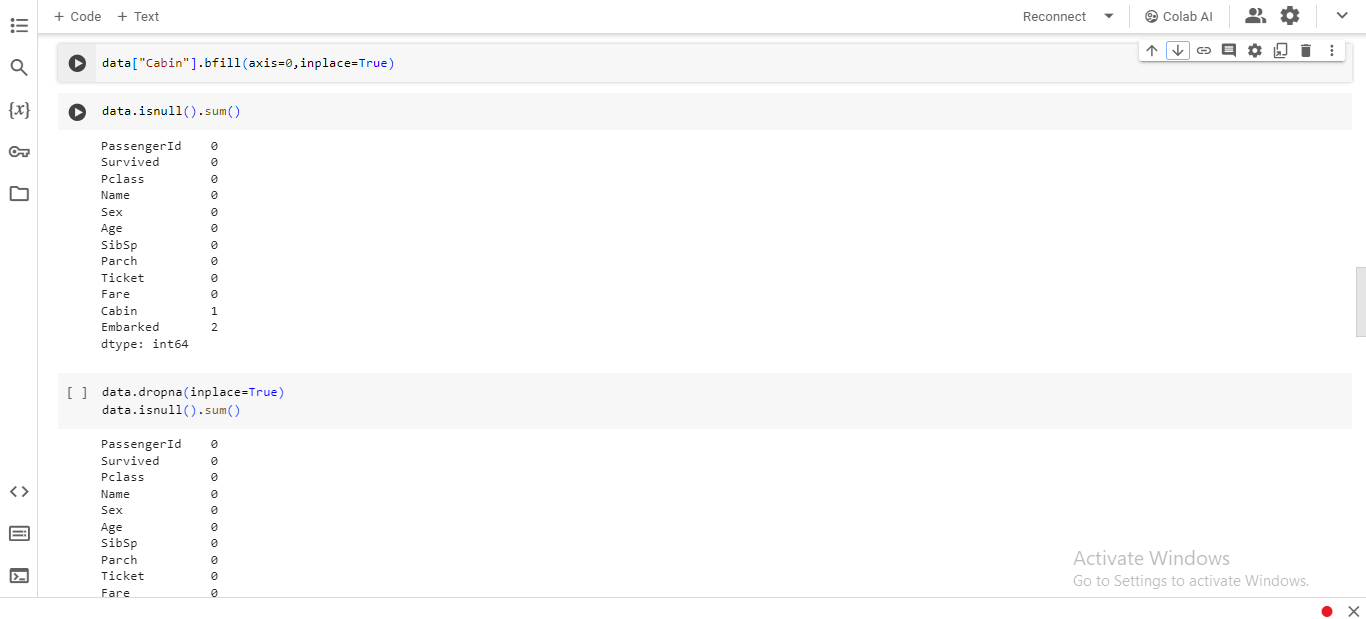 + Code + Text Reconnect Colab AI
data["Cabin"].bfill(axis=0,inplace=True)
{x}
data.isnull().sum()
PassengerId 0
Survived 0
Pclass 0
Name 0
Sex 0
Age 0
SibSp 0
Parch 0
Ticket 0
Fare 0
Cabin 1
Embarked 2
dtype: int64
[ ] data.dropna(inplace=True)
data.isnull().sum()
PassengerId 0
Survived 0
Pclass 0
Name 0
Sex 0
Age 0
SibSp 0
Parch 0
Ticket 0
Fare 0
Activate Windows
Go to Settings to activate Windows.